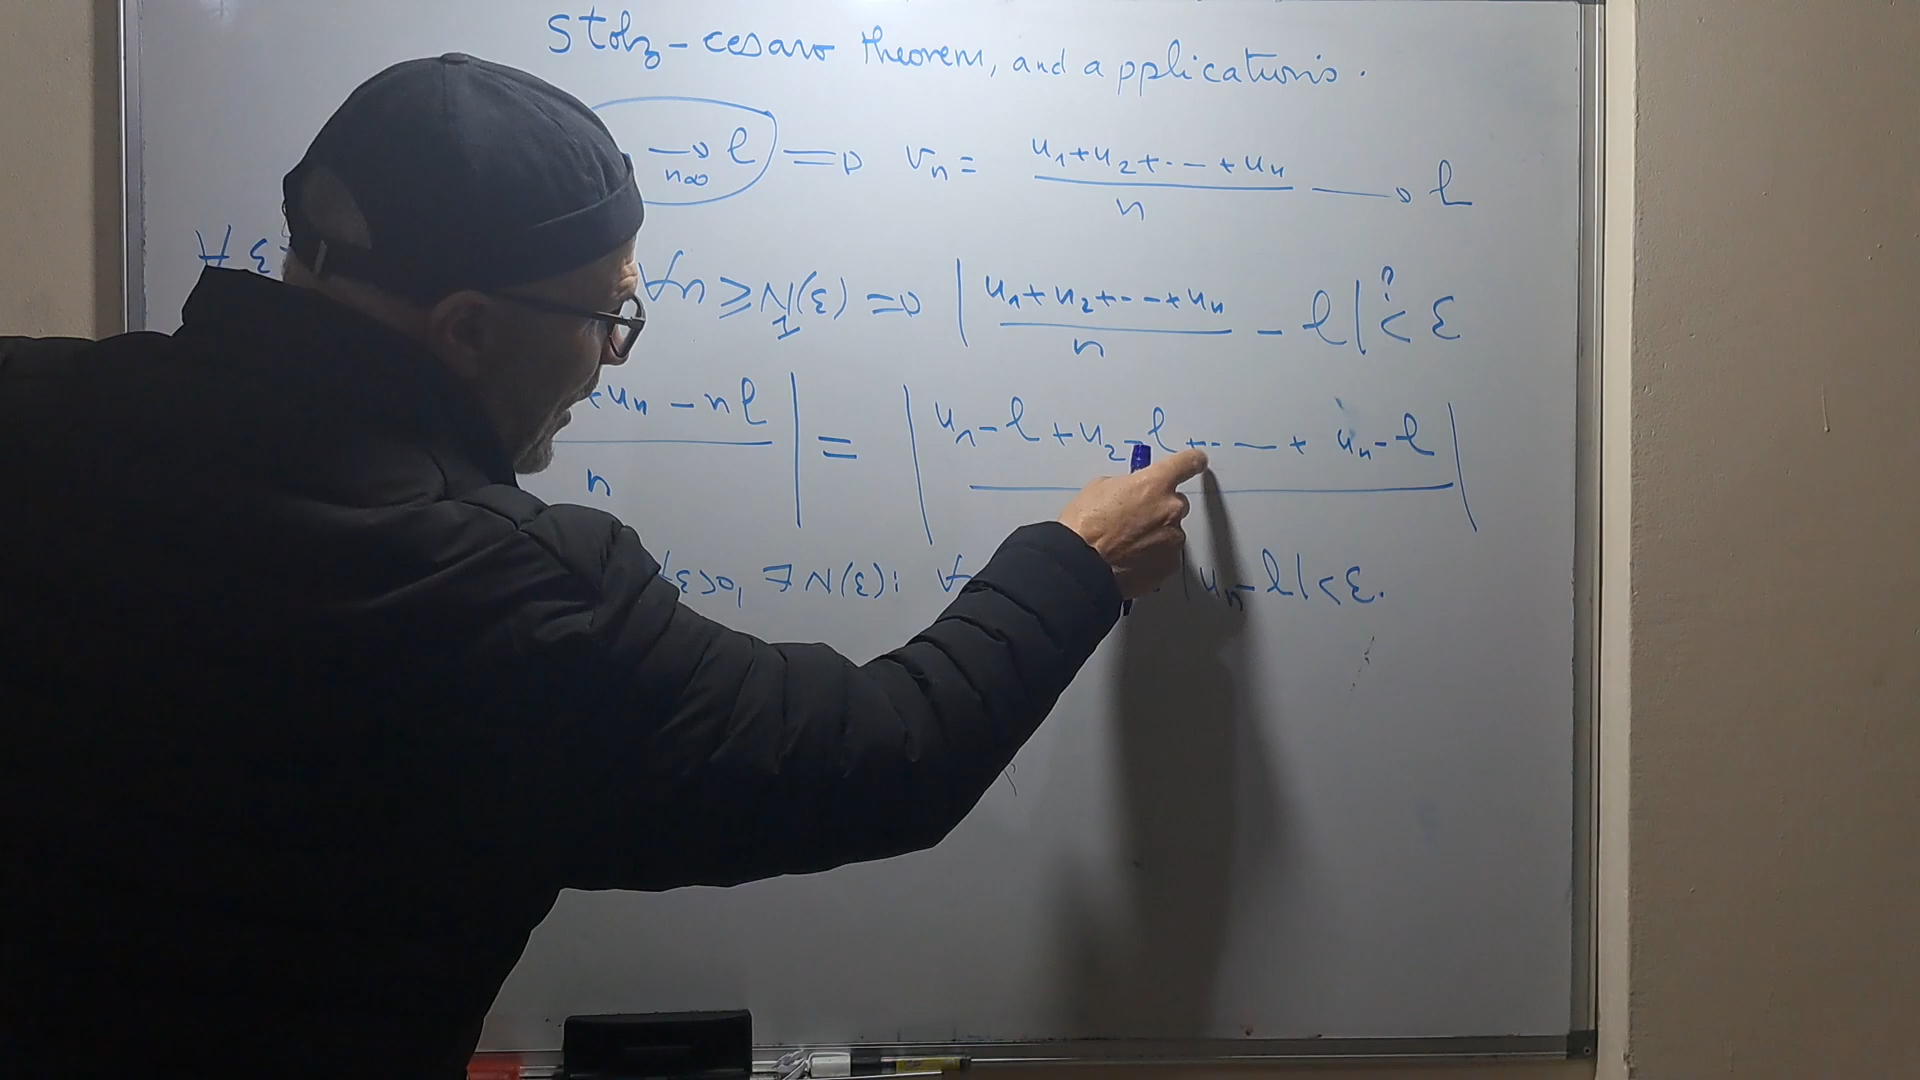 Stolz-cesaro theorem, and applications.
→ l n∞ => vn = u1+u2+...+un / n → l
∀ε ∀n ≥ N1(ε) => | u1+u2+...+un / n - l | <? ε
+un - nl / n | = | u1-l+u2-l+...+ un-l |
∀ε>0, ∃N(ε): ∀ |un-l|<ε.